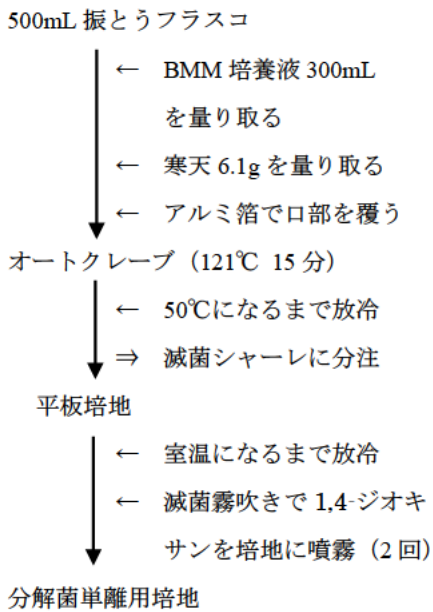 500mL 振とうフラスコ
← BMM 培養液 300mL
を量り取る
← 寒天 6.1g を量り取る
← アルミ箔で口部を覆う
オートクレーブ（121℃ 15 分）
← 50℃になるまで放冷
⇒ 滅菌シャーレに分注
平板培地
← 室温になるまで放冷
← 滅菌霧吹きで 1,4-ジオキ
サンを培地に噴霧（2 回）
分解菌単離用培地